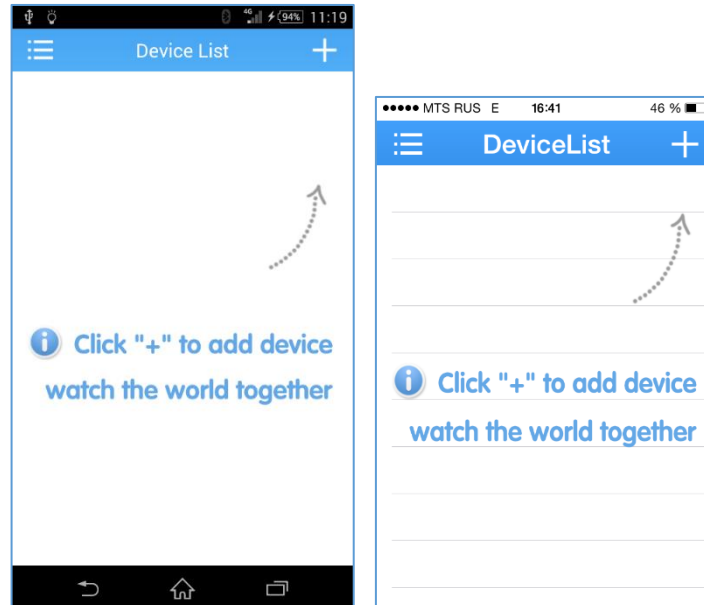 4G 94% 11:19
Device List
Click "+" to add device
watch the world together
MTS RUS E 16:41 46 %
DeviceList
Click "+" to add device
watch the world together